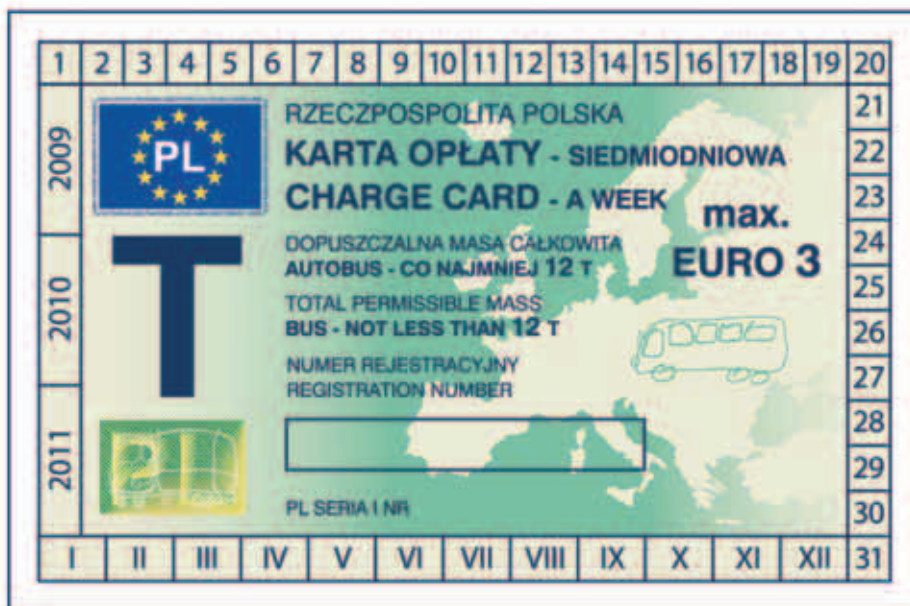 1 2 3 4 5 6 7 8 9 10 11 12 13 14 15 16 17 18 19 20
21
22
23
24
25
26
27
28
29
30
31
2009
2010
2011
PL
RZECZPOSPOLITA POLSKA
KARTA OPŁATY - SIEDMIODNIOWA
CHARGE CARD - A WEEK
max.
EURO 3
T
DOPUSZCZALNA MASA CAŁKOWITA
AUTOBUS - CO NAJMNIEJ 12 T
TOTAL PERMISSIBLE MASS
BUS - NOT LESS THAN 12 T
NUMER REJESTRACYJNY
REGISTRATION NUMBER
PL SERIA I NR
I II III IV V VI VII VIII IX X XI XII